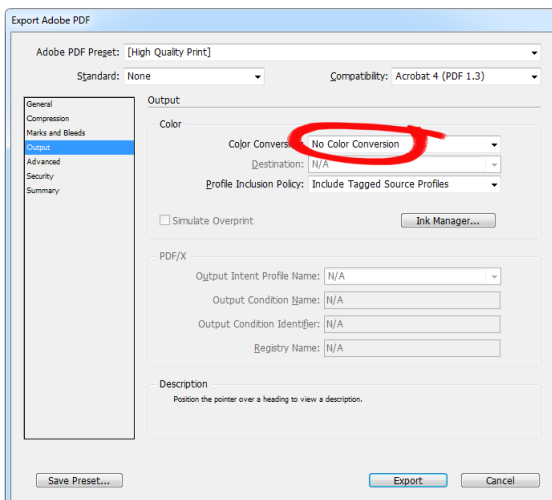 Export Adobe PDF
Adobe PDF Preset: [High Quality Print]
Standard: None Compatibility: Acrobat 4 (PDF 1.3)
General
Compression
Marks and Bleeds
Output
Advanced
Security
Summary
Output
Color
Color Conversion: No Color Conversion
Destination: N/A
Profile Inclusion Policy: Include Tagged Source Profiles
Simulate Overprint Ink Manager...
PDF/X
Output Intent Profile Name: N/A
Output Condition Name: N/A
Output Condition Identifier: N/A
Registry Name: N/A
Description
Position the pointer over a heading to view a description.
Save Preset... Export Cancel